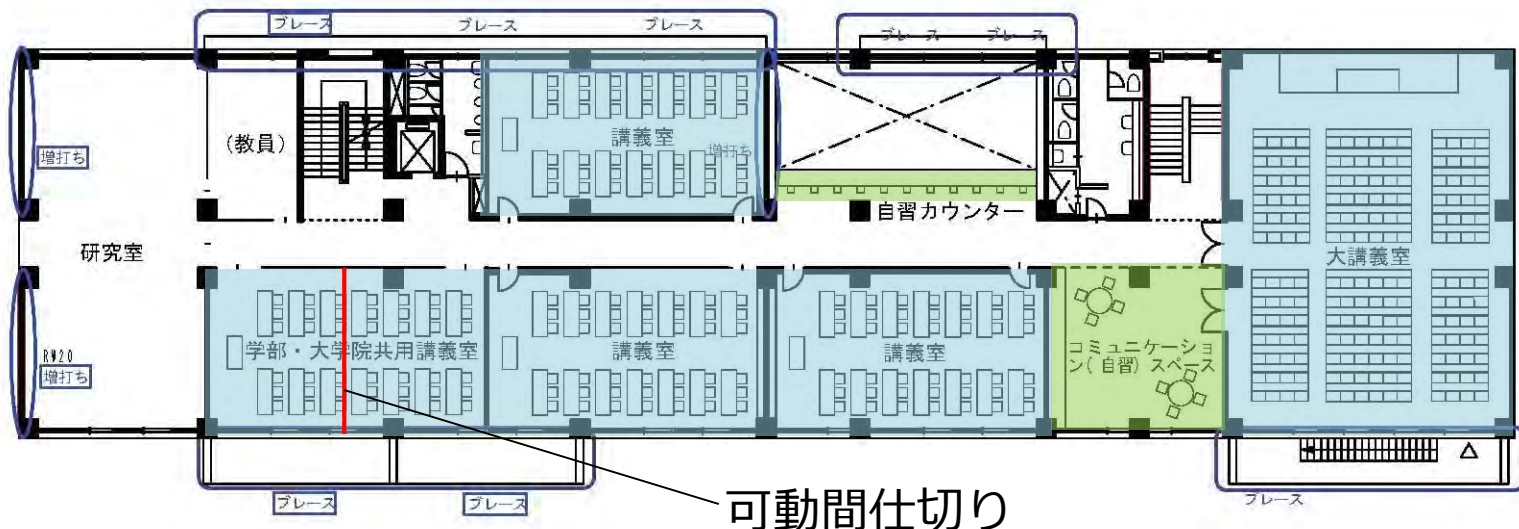 ブレース
ブレース
ブレース
ブレース
ブレース
増打ち
(教員)
講義室
増打ち
自習カウンター
研究室
大講義室
RW20
増打ち
学部・大学院共用講義室
講義室
講義室
コミュニケーショ
ン(自習)スペース
ブレース
ブレース
ブレース
可動間仕切り